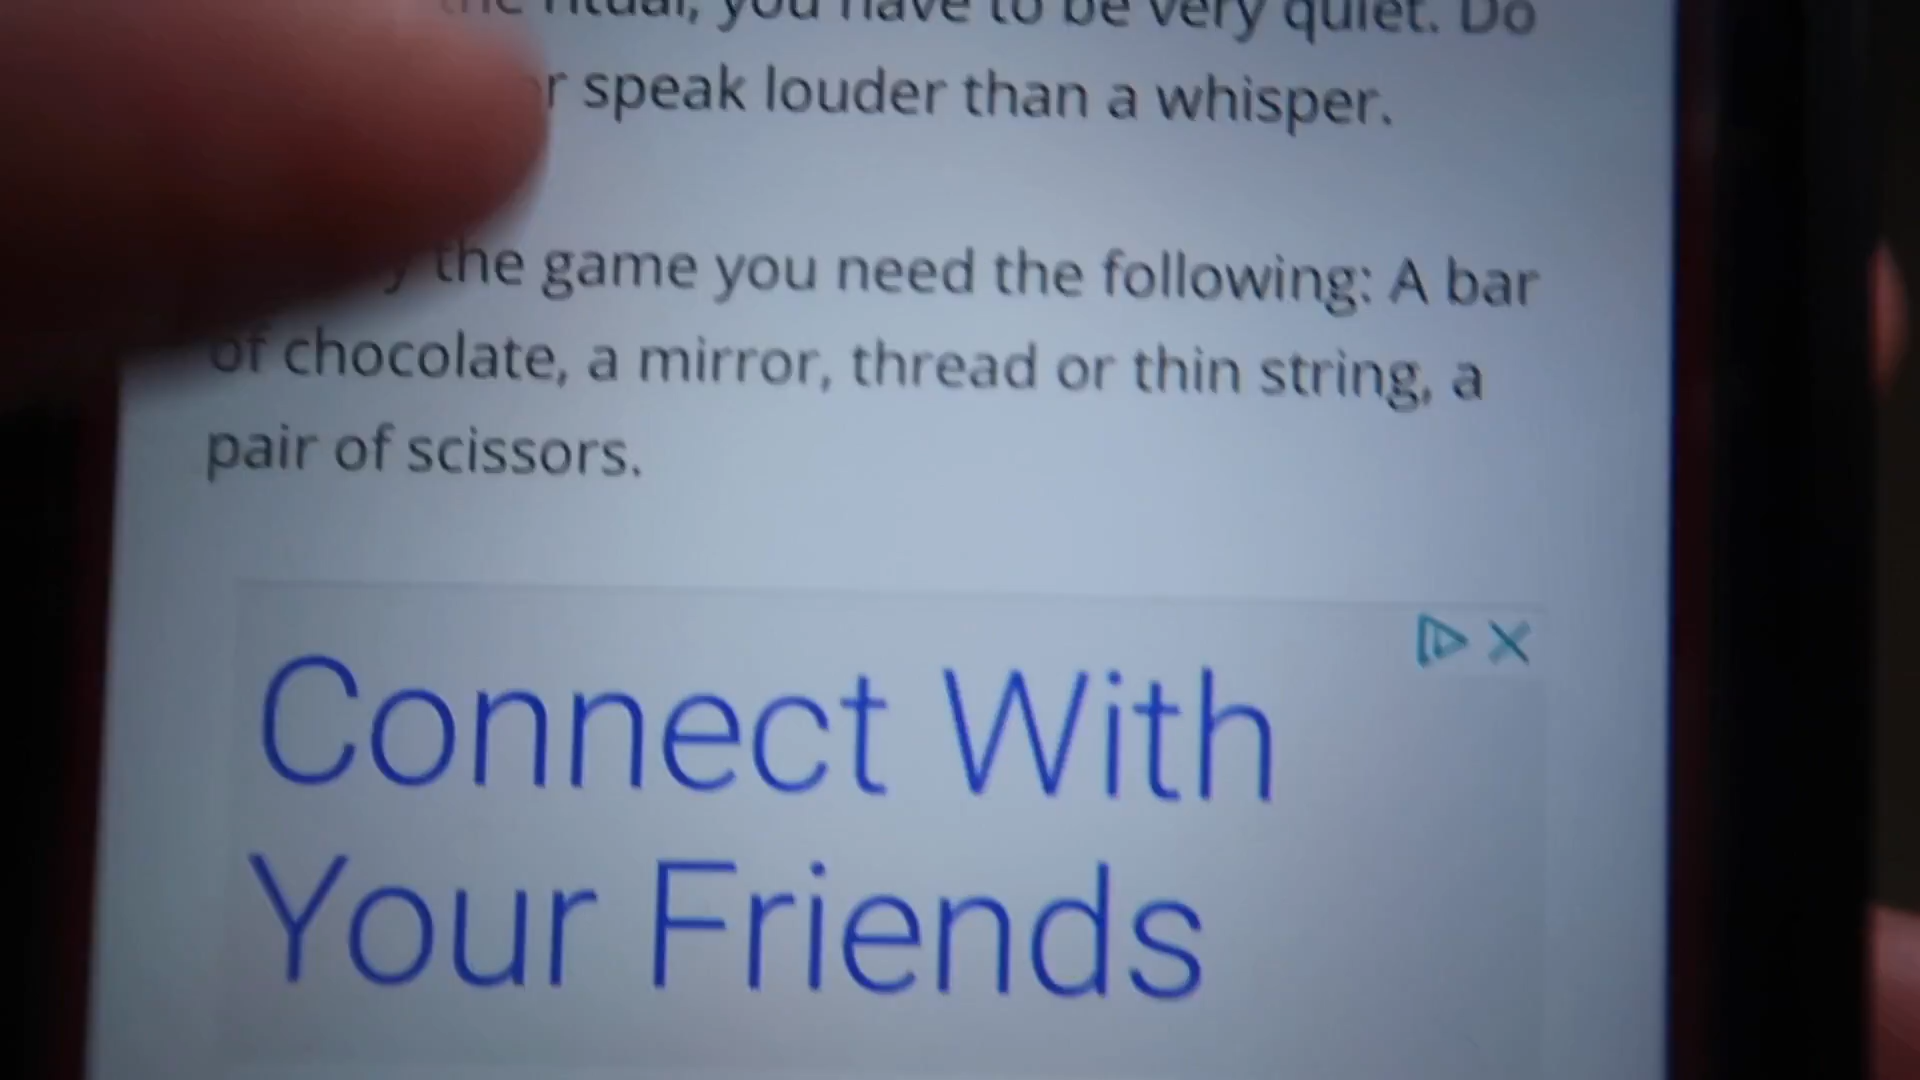 the ritual, you have to be very quiet. Do
speak louder than a whisper.
the game you need the following: A bar
of chocolate, a mirror, thread or thin string, a
pair of scissors.
Connect With
Your Friends